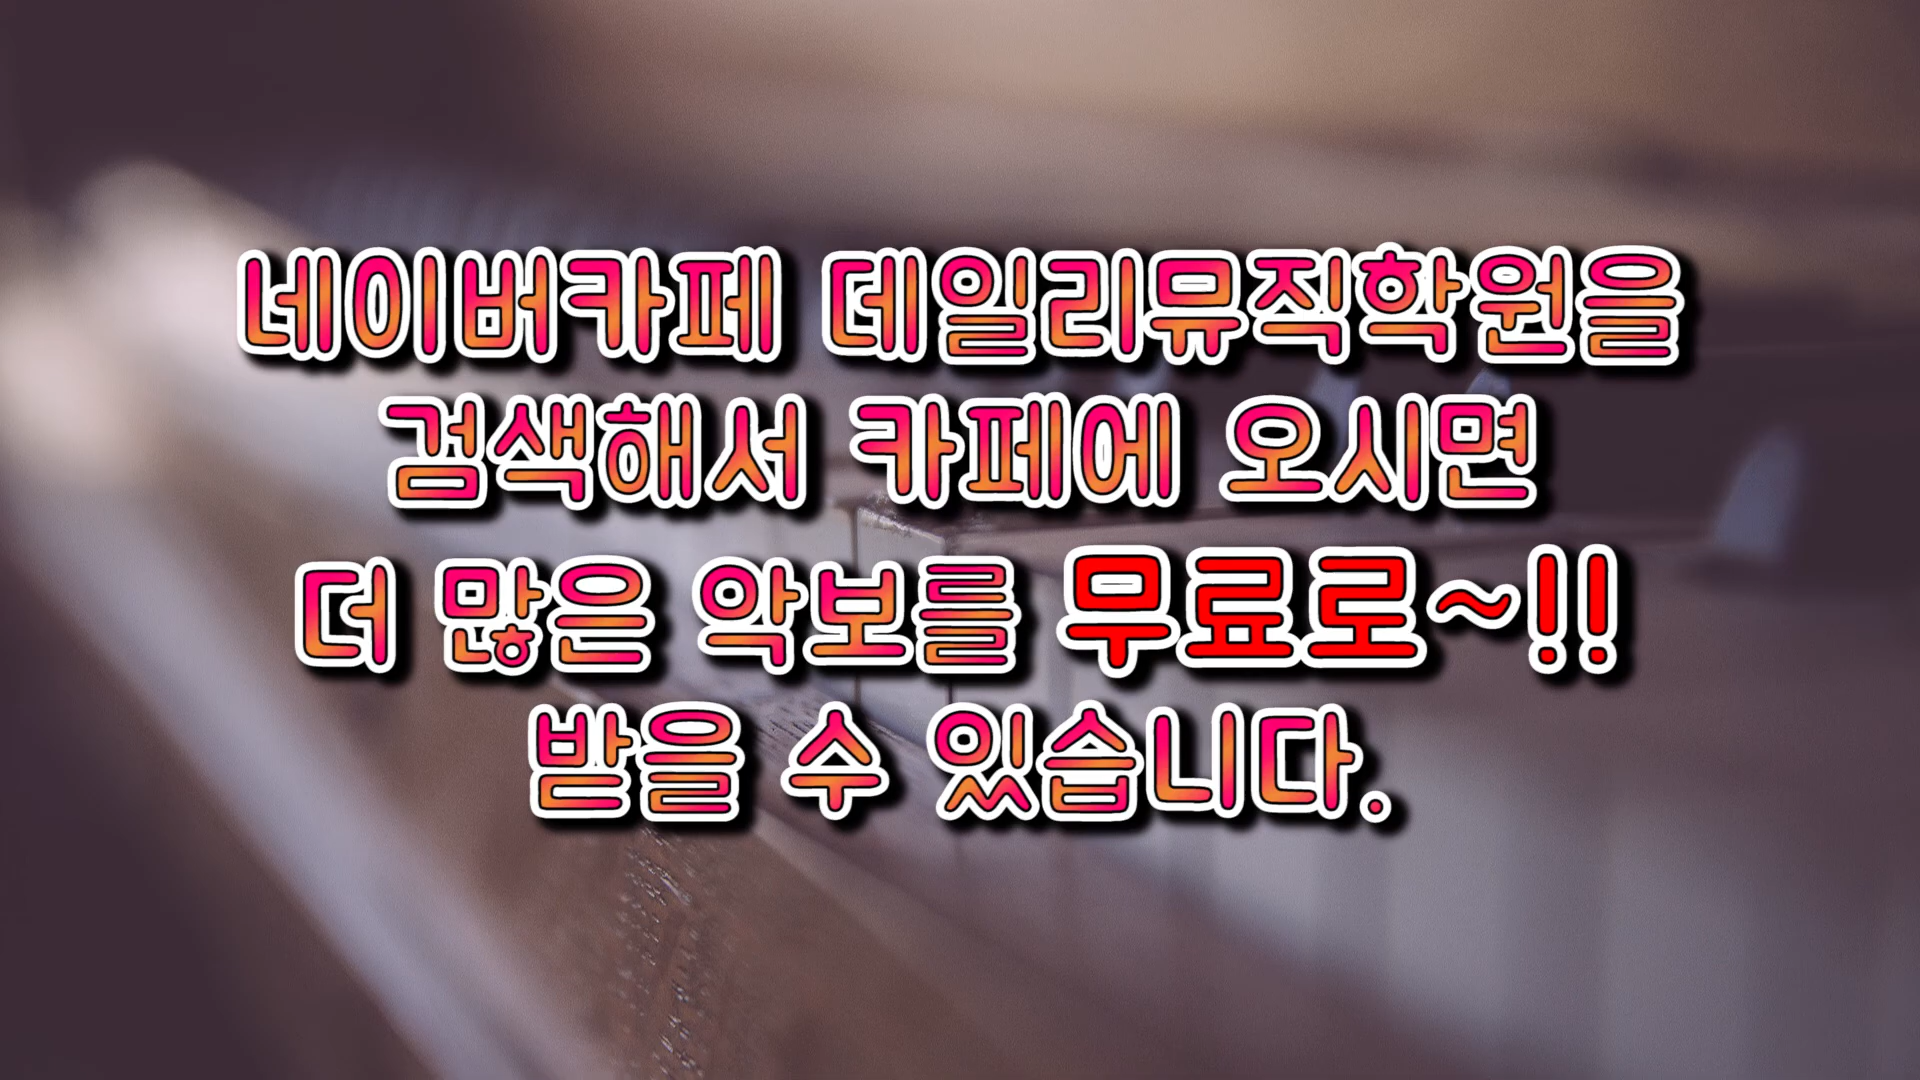 네이버카페 데일리뮤직학원을
검색해서 카페에 오시면
더 많은 악보를 무료로~!!
받을 수 있습니다.